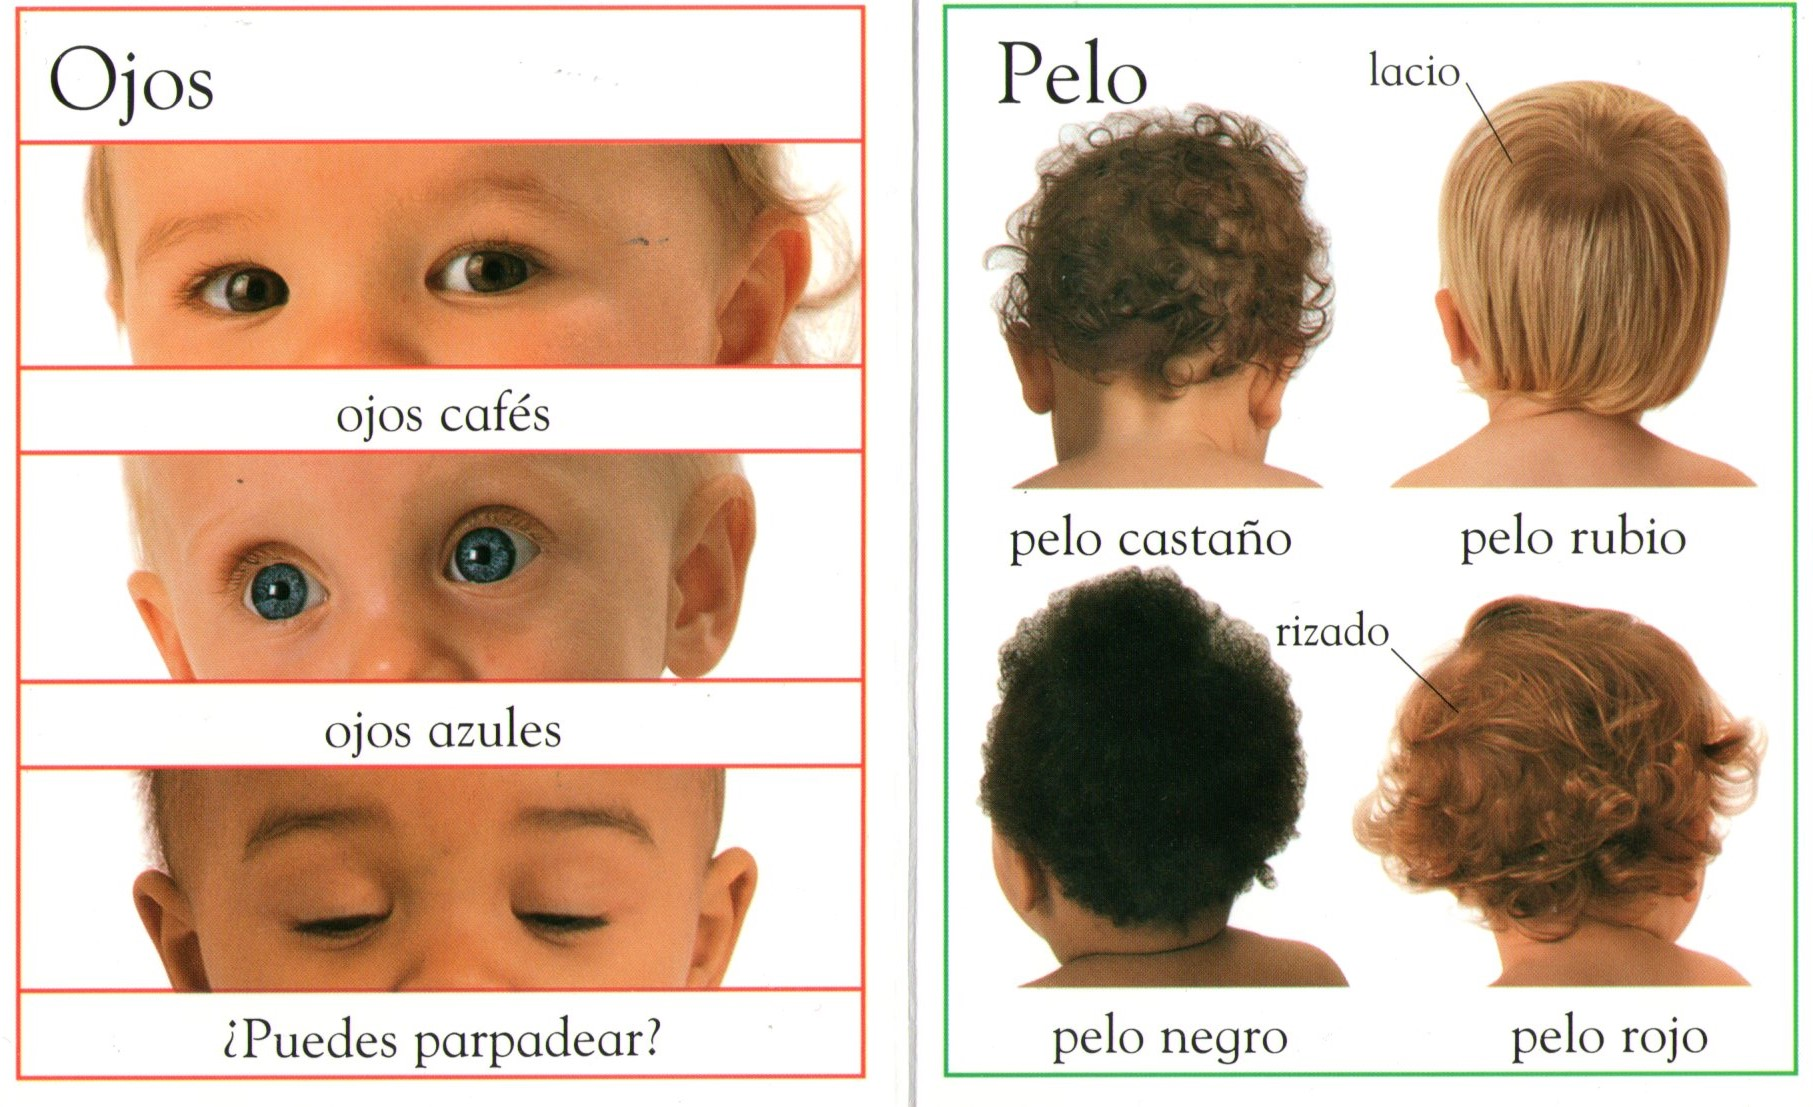 Ojos
ojos cafés
ojos azules
¿Puedes parpadear?
Pelo
lacio
pelo castaño
pelo rubio
rizado
pelo negro
pelo rojo